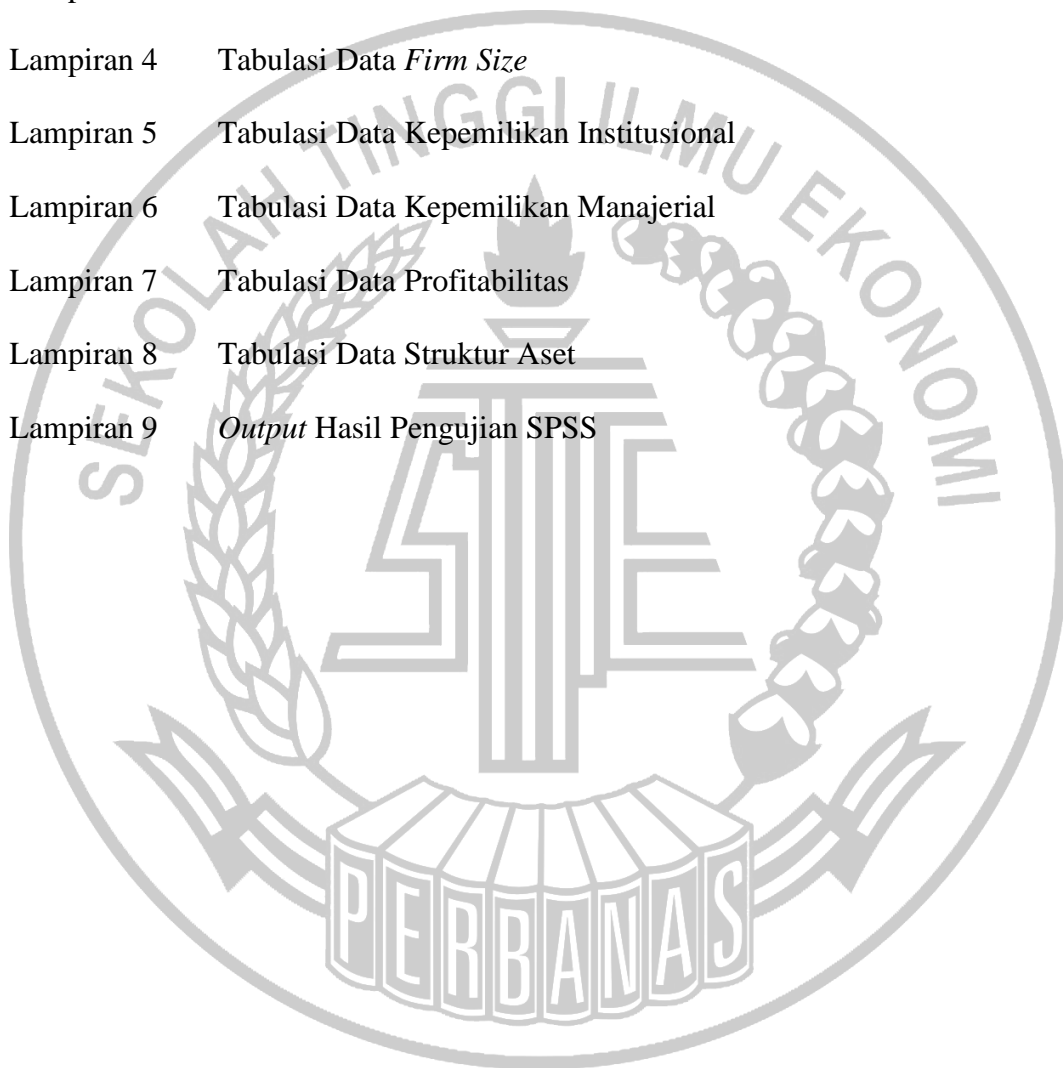 Lampiran 4 Tabulasi Data Firm Size
Lampiran 5 Tabulasi Data Kepemilikan Institusional
Lampiran 6 Tabulasi Data Kepemilikan Manajerial
Lampiran 7 Tabulasi Data Profitabilitas
Lampiran 8 Tabulasi Data Struktur Aset
Lampiran 9 Output Hasil Pengujian SPSS
SEKOLAH TINGGI ILMU EKONOMI
STIE
PERBANAS